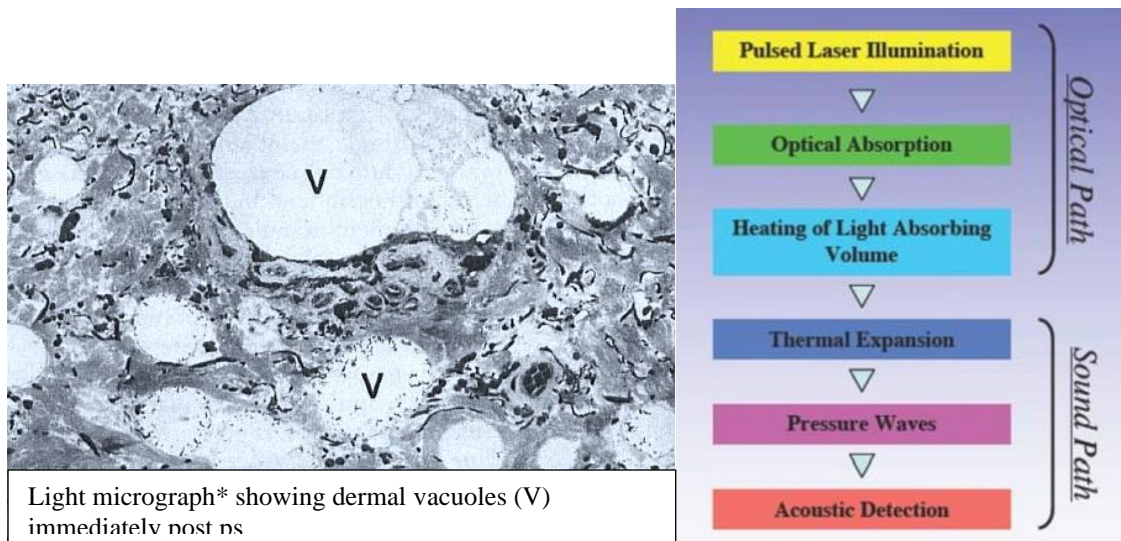 V
V
Light micrograph* showing dermal vacuoles (V)
immediately post ps
Pulsed Laser Illumination
Optical Absorption
Heating of Light Absorbing
Volume
Thermal Expansion
Pressure Waves
Acoustic Detection
Optical Path
Sound Path